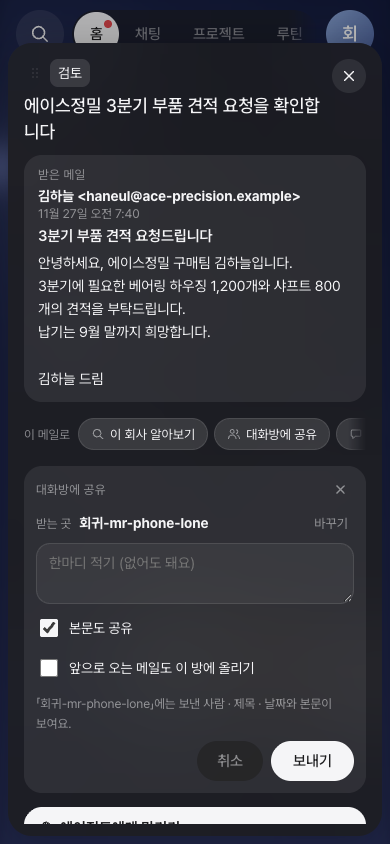 홈
채팅
프로젝트
루틴
회
검토
에이스정밀 3분기 부품 견적 요청을 확인합
니다
받은 메일
김하늘 <haneul@ace-precision.example>
11월 27일 오전 7:40
3분기 부품 견적 요청드립니다
안녕하세요, 에이스정밀 구매팀 김하늘입니다.
3분기에 필요한 베어링 하우징 1,200개와 샤프트 800
개의 견적을 부탁드립니다.
납기는 9월 말까지 희망합니다.
김하늘 드림
이 메일로
이 회사 알아보기
대화방에 공유
대화방에 공유
받는 곳 회귀-mr-phone-lone
바꾸기
한마디 적기 (없어도 돼요)
본문도 공유
앞으로 오는 메일도 이 방에 올리기
「회귀-mr-phone-lone」에는 보낸 사람 · 제목 · 날짜와 본문이
보여요.
취소
보내기